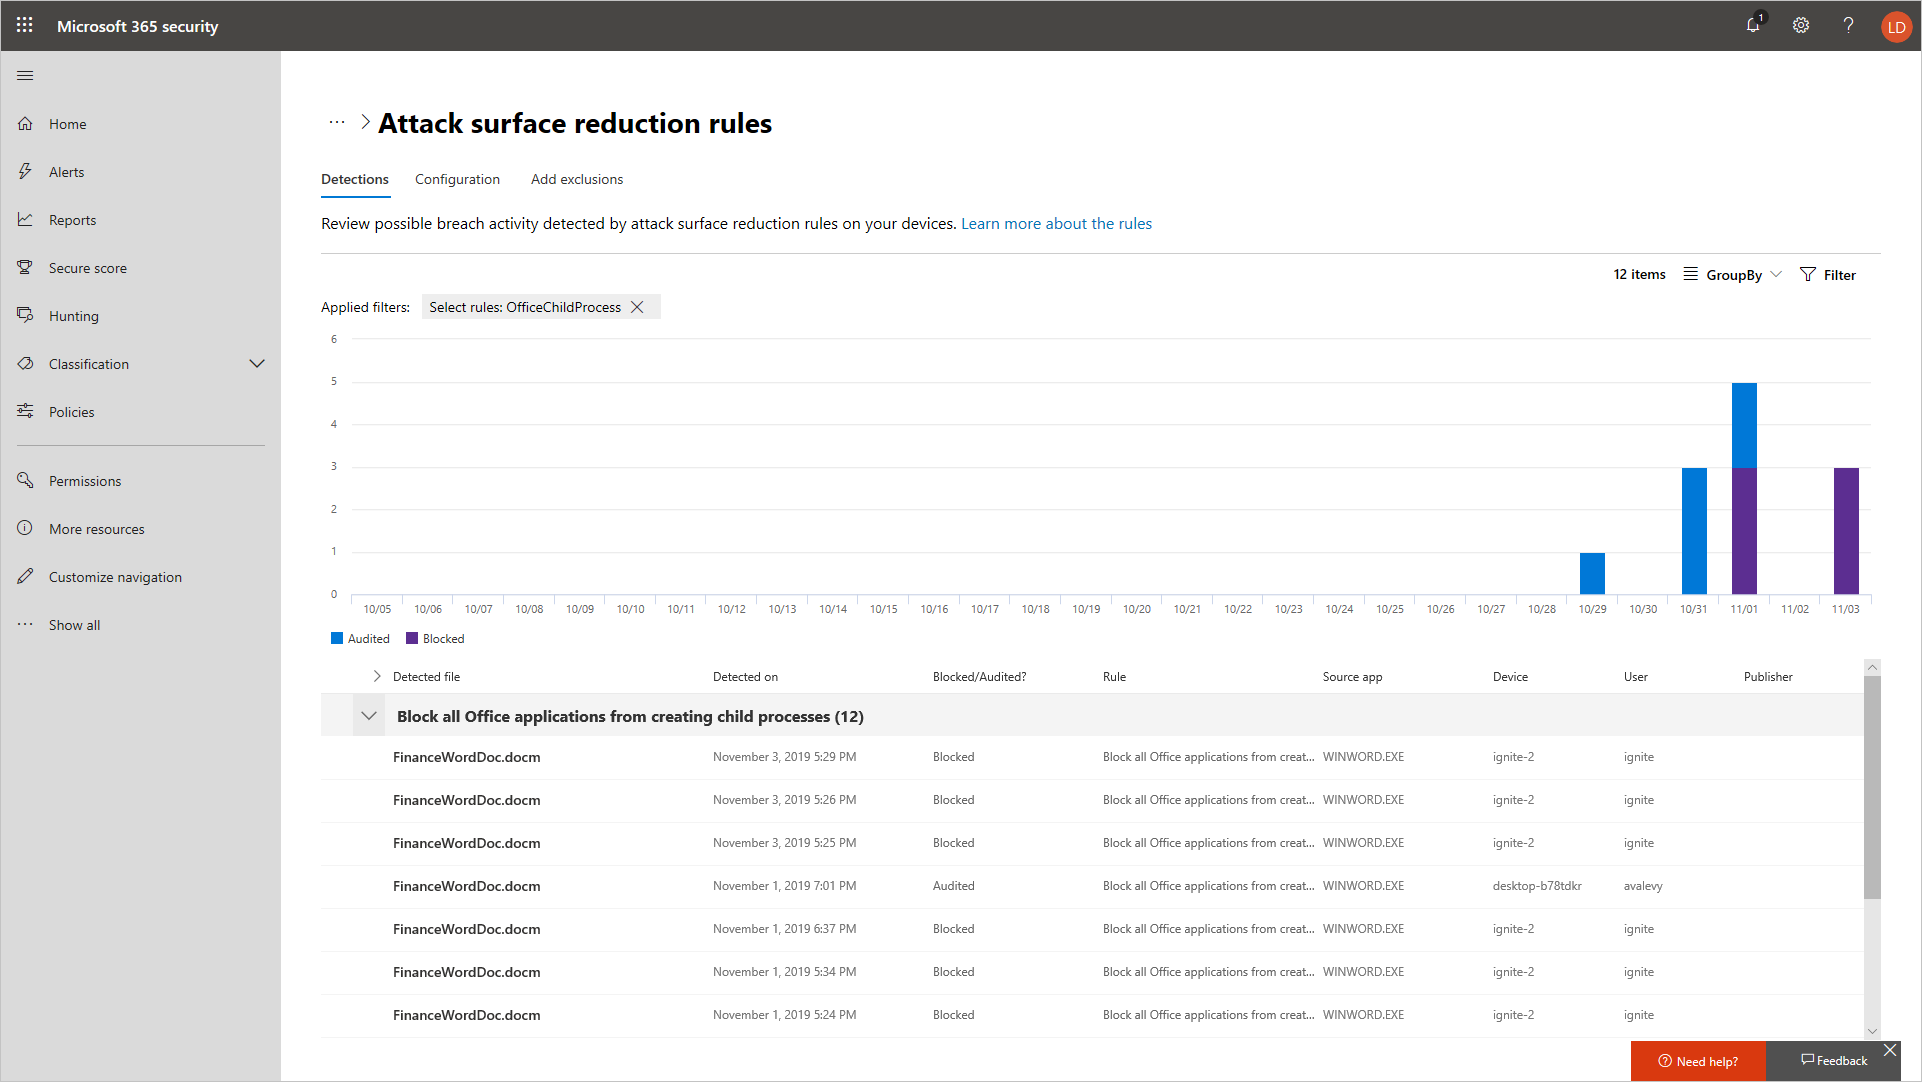 Microsoft 365 security
1
LD
Home
Alerts
Reports
Secure score
Hunting
Classification
Policies
Permissions
More resources
Customize navigation
Show all
Attack surface reduction rules
Detections Configuration Add exclusions
Review possible breach activity detected by attack surface reduction rules on your devices. Learn more about the rules
12 items GroupBy Filter
Applied filters: Select rules: OfficeChildProcess
6
5
4
3
2
1
0
10/05 10/06 10/07 10/08 10/09 10/10 10/11 10/12 10/13 10/14 10/15 10/16 10/17 10/18 10/19 10/20 10/21 10/22 10/23 10/24 10/25 10/26 10/27 10/28 10/29 10/30 10/31 11/01 11/02 11/03
Audited Blocked
Detected file Detected on Blocked/Audited? Rule Source app Device User Publisher
Block all Office applications from creating child processes (12)
FinanceWordDoc.docm November 3, 2019 5:29 PM Blocked Block all Office applications from creat... WINWORD.EXE ignite-2 ignite
FinanceWordDoc.docm November 3, 2019 5:26 PM Blocked Block all Office applications from creat... WINWORD.EXE ignite-2 ignite
FinanceWordDoc.docm November 3, 2019 5:25 PM Blocked Block all Office applications from creat... WINWORD.EXE ignite-2 ignite
FinanceWordDoc.docm November 1, 2019 7:01 PM Audited Block all Office applications from creat... WINWORD.EXE desktop-b78tdkr avalevy
FinanceWordDoc.docm November 1, 2019 6:37 PM Blocked Block all Office applications from creat... WINWORD.EXE ignite-2 ignite
FinanceWordDoc.docm November 1, 2019 5:34 PM Blocked Block all Office applications from creat... WINWORD.EXE ignite-2 ignite
FinanceWordDoc.docm November 1, 2019 5:24 PM Blocked Block all Office applications from creat... WINWORD.EXE ignite-2 ignite
Need help? Feedback